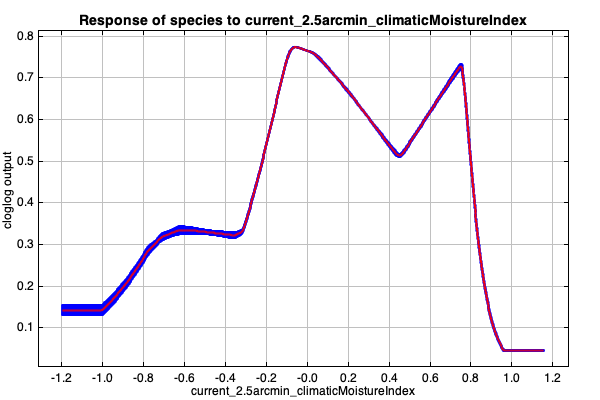 Response of species to current_2.5arcmin_climaticMoistureIndex
0.8
0.7
0.6
0.5
0.4
0.3
0.2
0.1
cloglog output
-1.2 -1.0 -0.8 -0.6 -0.4 -0.2 -0.0 0.2 0.4 0.6 0.8 1.0 1.2
current_2.5arcmin_climaticMoistureIndex